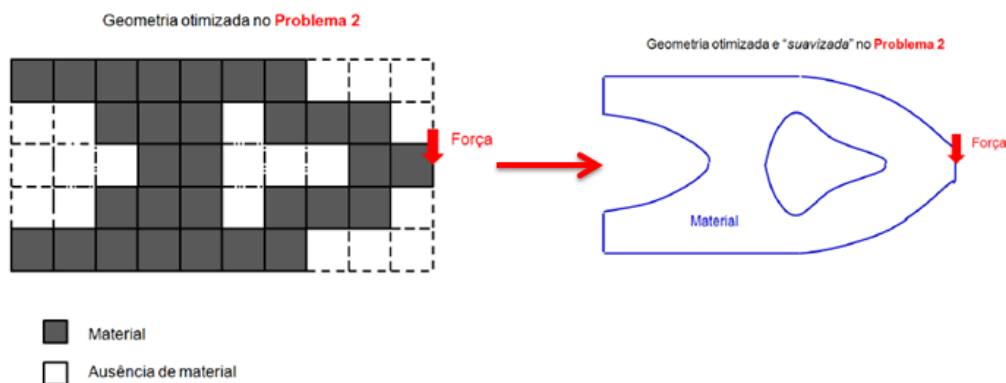 Geometria otimizada no Problema 2
Geometria otimizada e "suavizada" no Problema 2
Força
Força
Material
Material
Ausência de material